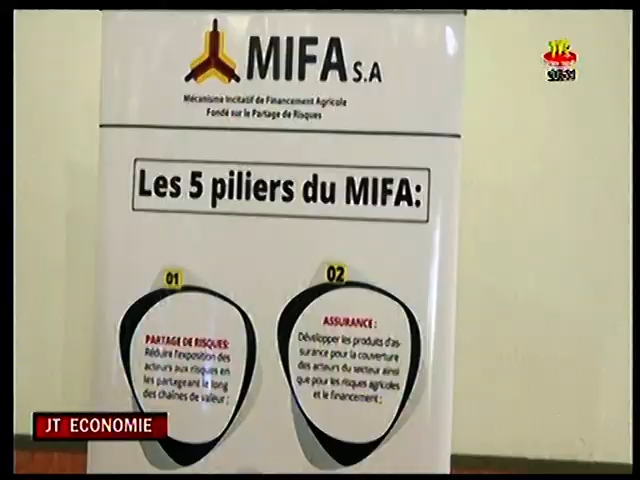 MIFA S.A
Mécanisme Incitatif de Financement Agricole
Fondé sur le Partage de Risques
Les 5 piliers du MIFA:
01
PARTAGE DE RISQUES:
Réduire l'exposition des
acteurs aux risques en
les partageant le long
des chaînes de valeur ;
02
ASSURANCE :
Développer les produits d'as-
surance pour la couverture
des acteurs du secteur ainsi
que pour les risques agricoles
et le financement ;
JT ECONOMIE